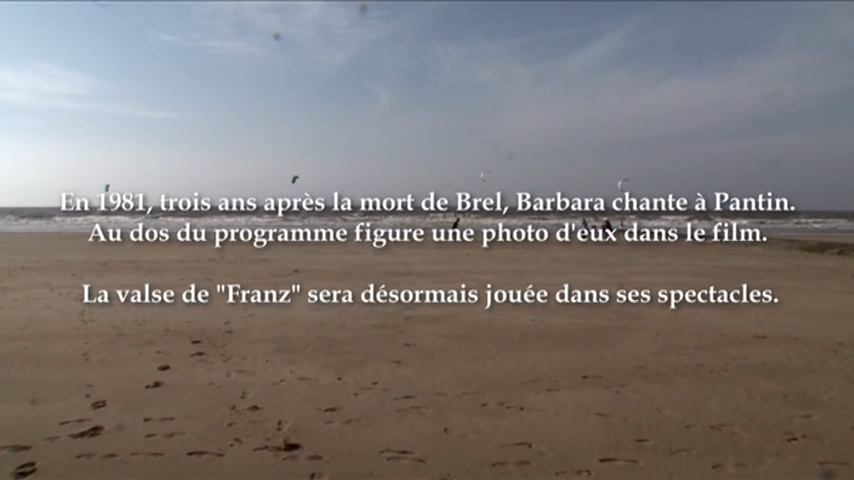 En 1981, trois ans après la mort de Brel, Barbara chante à Pantin.
Au dos du programme figure une photo d'eux dans le film.
La valse de "Franz" sera désormais jouée dans ses spectacles.